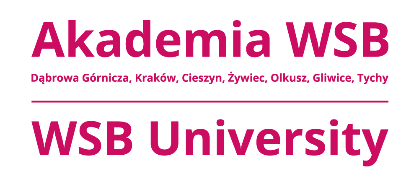 Akademia WSB
Dąbrowa Górnicza, Kraków, Cieszyn, Żywiec, Olkusz, Gliwice, Tychy
WSB University